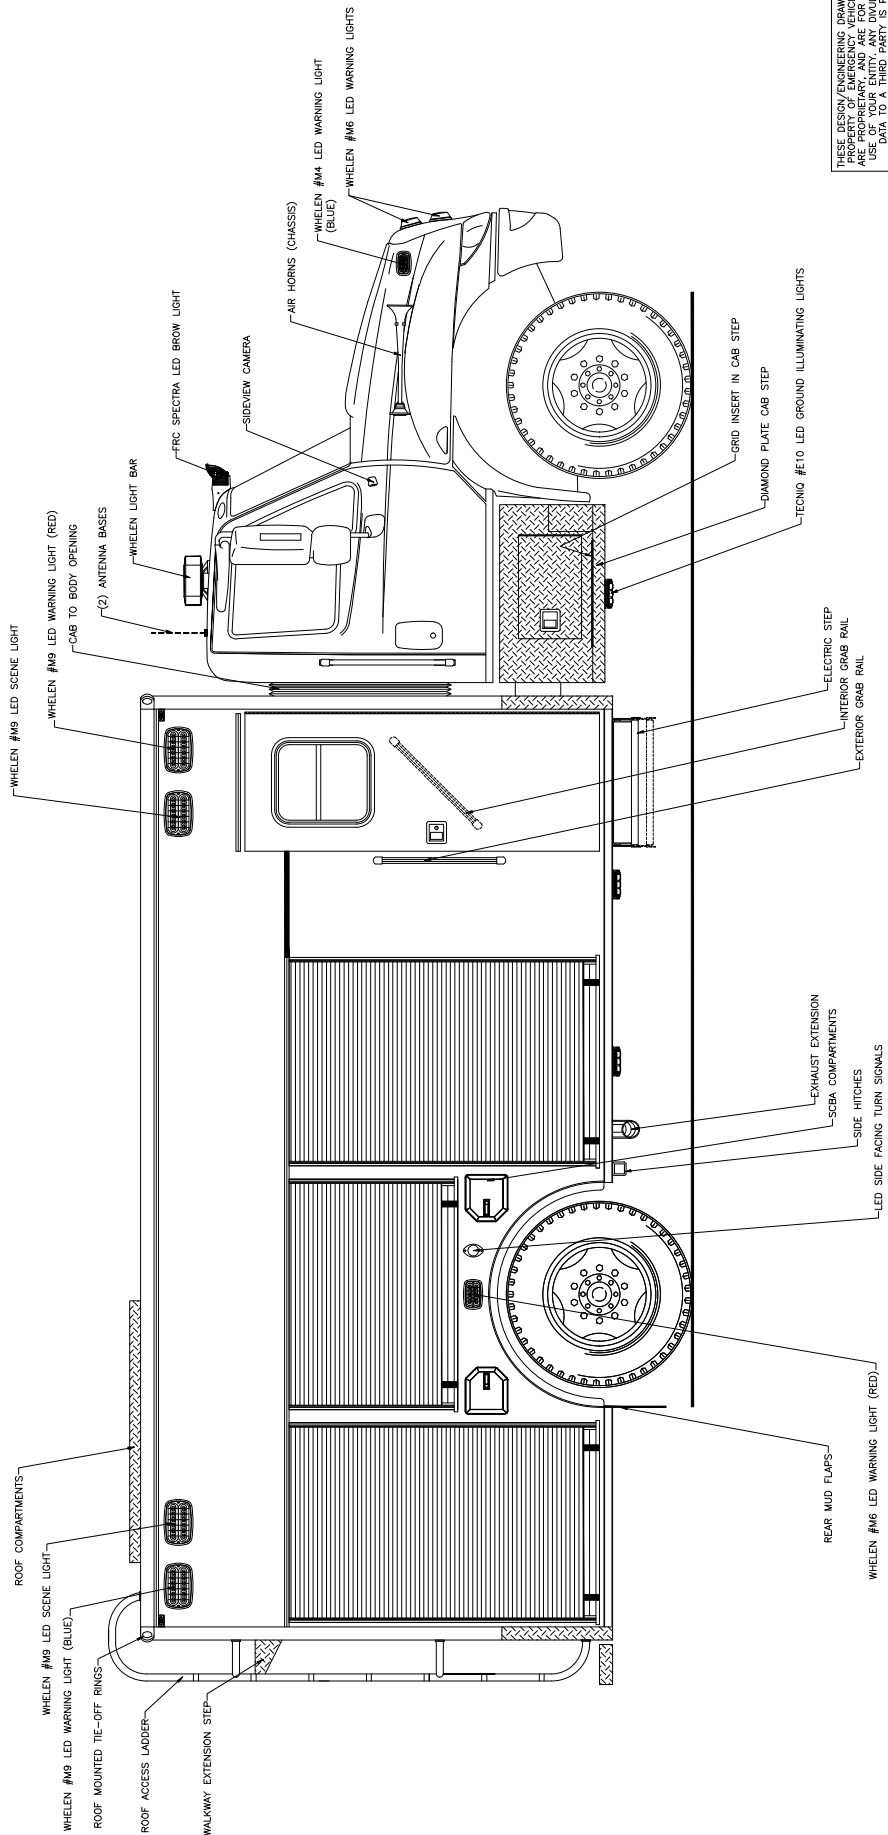 ROOF COMPARTMENTS
WHELEN #M9 LED SCENE LIGHT
WHELEN #M9 LED WARNING LIGHT (BLUE)
ROOF MOUNTED TIE-OFF RINGS
ROOF ACCESS LADDER
WALKWAY EXTENSION STEP
WHELEN #M9 LED SCENE LIGHT
WHELEN #M9 LED WARNING LIGHT (RED)
CAB TO BODY OPENING
(2) ANTENNA BASES
WHELEN LIGHT BAR
FRC SPECTRA LED BROW LIGHT
SIDEVIEW CAMERA
AIR HORNS (CHASSIS)
WHELEN #M4 LED WARNING LIGHT
(BLUE)
WHELEN #M6 LED WARNING LIGHTS
GRID INSERT IN CAB STEP
DIAMOND PLATE CAB STEP
TECNIQ #E10 LED GROUND ILLUMINATING LIGHTS
ELECTRIC STEP
INTERIOR GRAB RAIL
EXTERIOR GRAB RAIL
EXHAUST EXTENSION
SCBA COMPARTMENTS
SIDE HITCHES
LED SIDE FACING TURN SIGNALS
REAR MUD FLAPS
WHELEN #M6 LED WARNING LIGHT (RED)
THESE DESIGN/ENGINEERING
PROPERTY OF EMERGENCY
ARE PROPRIETARY, AND ARE FOR
USE OF YOUR ENTITY. ANY
DATA TO A THIRD PARTY IS